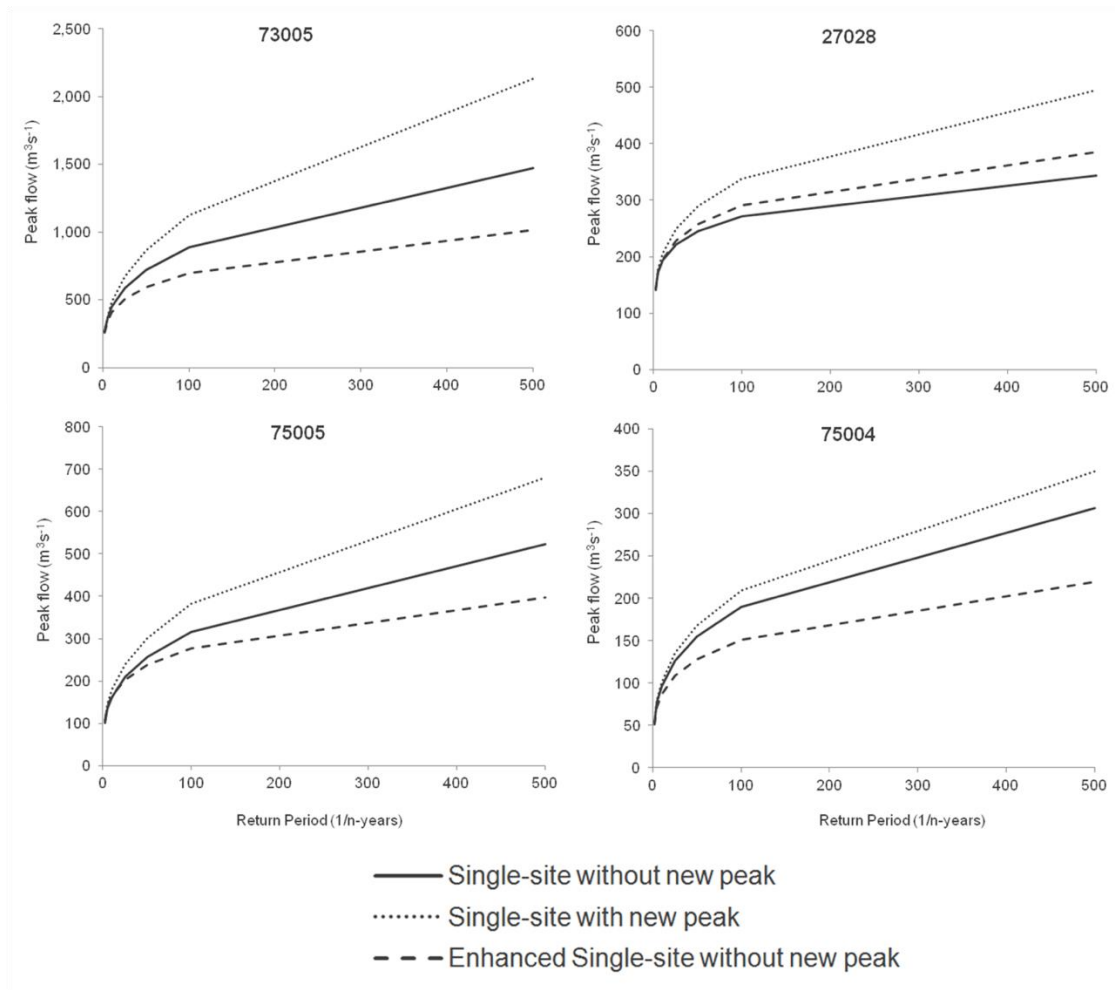 73005
Peak flow (m³s⁻¹)
2,500
2,000
1,500
1,000
500
0
0 100 200 300 400 500
27028
Peak flow (m³s⁻¹)
600
500
400
300
200
100
0
0 100 200 300 400 500
75005
Peak flow (m³s⁻¹)
800
700
600
500
400
300
200
100
0
0 100 200 300 400 500
Return Period (1/n-years)
75004
Peak flow (m³s⁻¹)
400
350
300
250
200
150
100
50
0
0 100 200 300 400 500
Return Period (1/n-years)
Single-site without new peak
Single-site with new peak
Enhanced Single-site without new peak